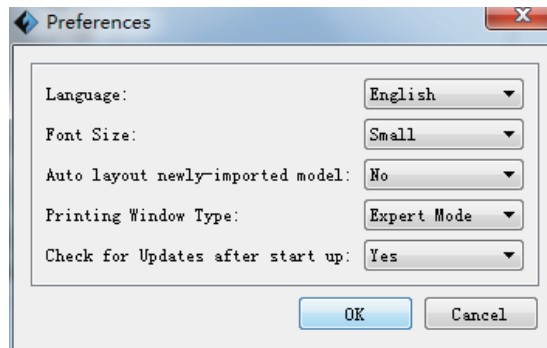 Preferences
Language: English
Font Size: Small
Auto layout newly-imported model: No
Printing Window Type: Expert Mode
Check for Updates after start up: Yes
OK Cancel